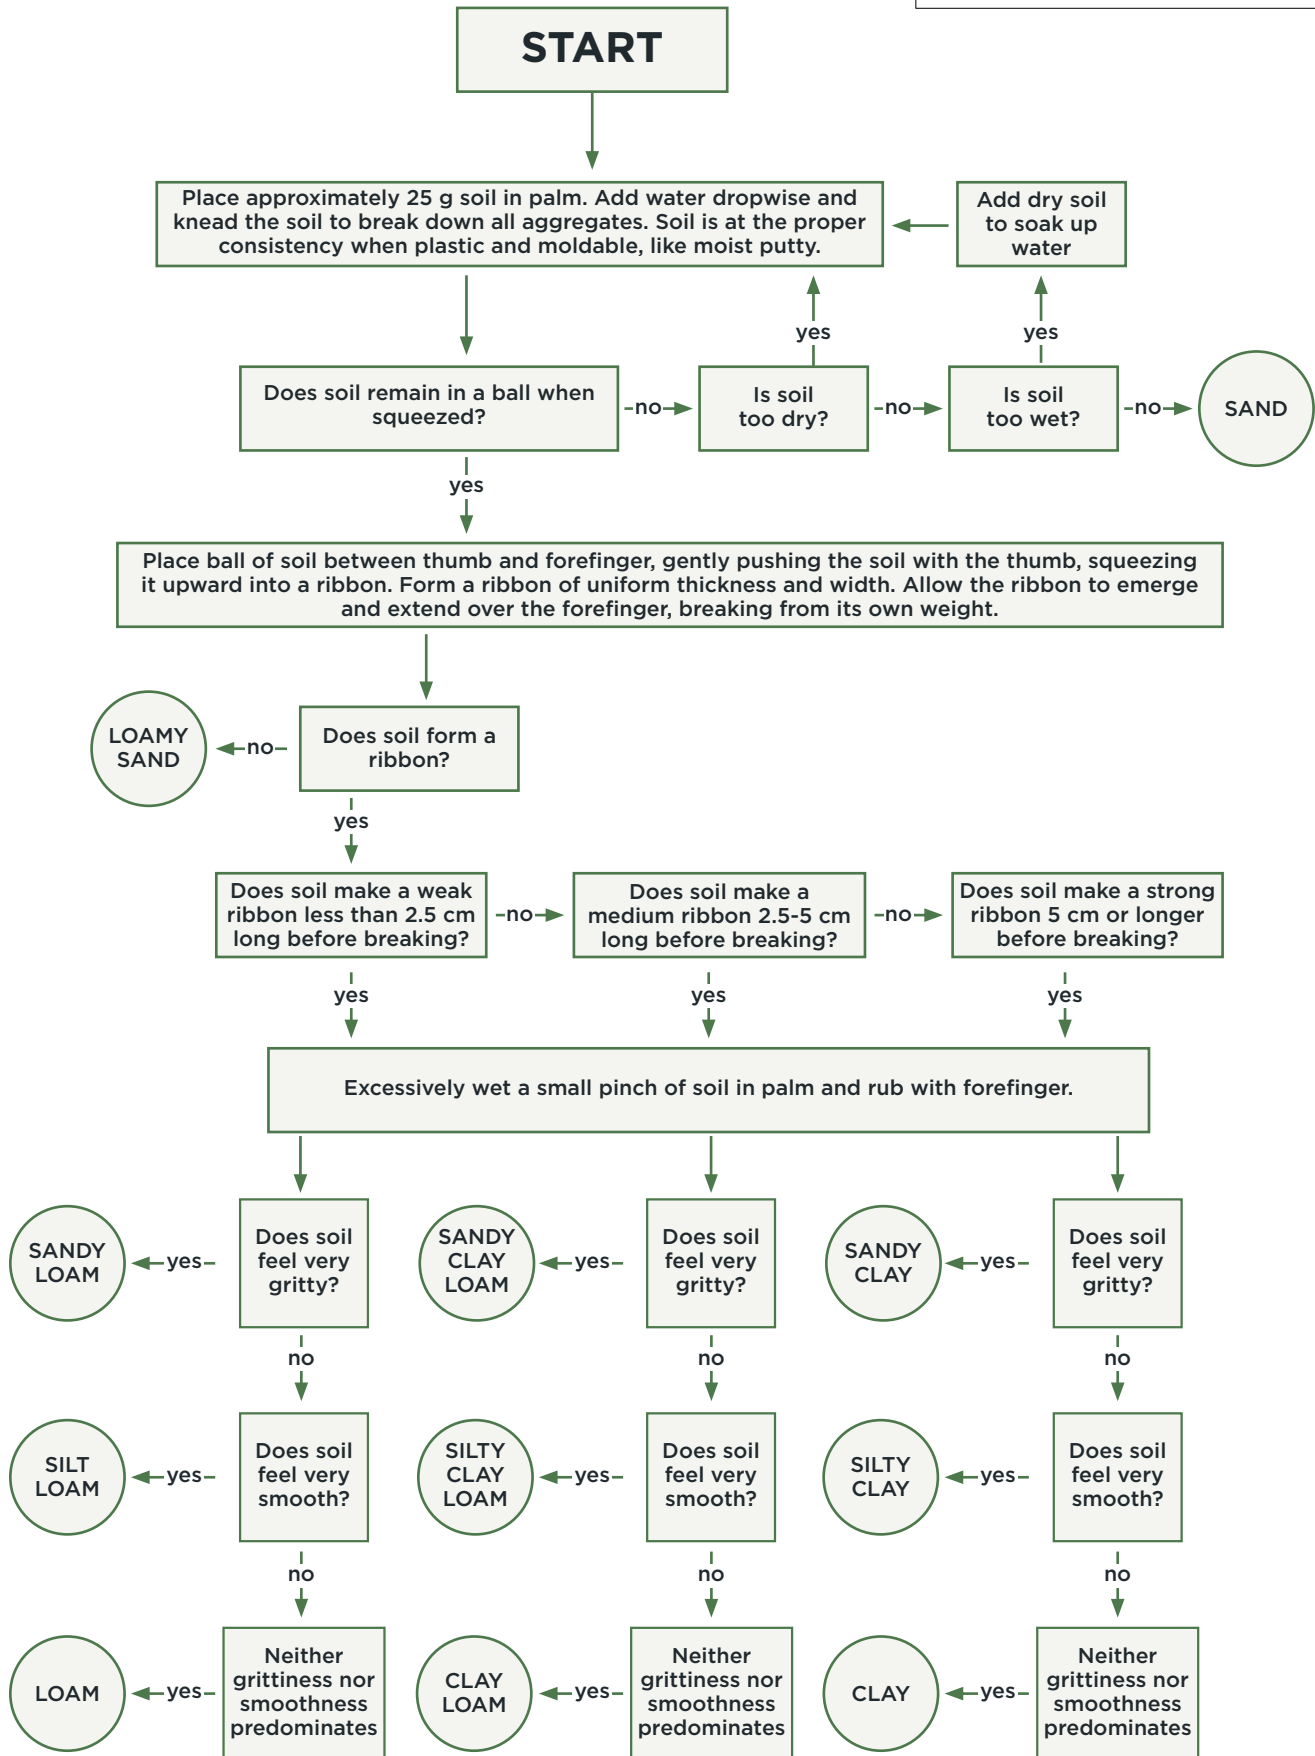 START
Place approximately 25 g soil in palm. Add water dropwise and
knead the soil to break down all aggregates. Soil is at the proper
consistency when plastic and moldable, like moist putty.
Add dry soil
to soak up
water
yes
yes
Does soil remain in a ball when
squeezed?
no
Is soil
too dry?
no
Is soil
too wet?
no
SAND
yes
Place ball of soil between thumb and forefinger, gently pushing the soil with the thumb, squeezing
it upward into a ribbon. Form a ribbon of uniform thickness and width. Allow the ribbon to emerge
and extend over the forefinger, breaking from its own weight.
LOAMY
SAND
no
Does soil form a
ribbon?
yes
Does soil make a weak
ribbon less than 2.5 cm
long before breaking?
no
Does soil make a
medium ribbon 2.5-5 cm
long before breaking?
no
Does soil make a strong
ribbon 5 cm or longer
before breaking?
yes
yes
yes
Excessively wet a small pinch of soil in palm and rub with forefinger.
SANDY
LOAM
yes
Does soil
feel very
gritty?
SANDY
CLAY
LOAM
yes
Does soil
feel very
gritty?
SANDY
CLAY
yes
Does soil
feel very
gritty?
no
no
no
SILT
LOAM
yes
Does soil
feel very
smooth?
SILTY
CLAY
LOAM
yes
Does soil
feel very
smooth?
SILTY
CLAY
yes
Does soil
feel very
smooth?
no
no
no
LOAM
yes
Neither
grittiness nor
smoothness
predominates
CLAY
LOAM
yes
Neither
grittiness nor
smoothness
predominates
CLAY
yes
Neither
grittiness nor
smoothness
predominates